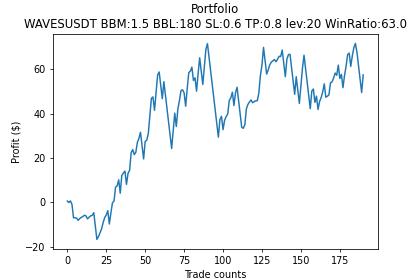 Portfolio
WAVESUSDT BBM:1.5 BBL:180 SL:0.6 TP:0.8 lev:20 WinRatio:63.0
60
40
20
0
−20
Profit ($)
0 25 50 75 100 125 150 175
Trade counts